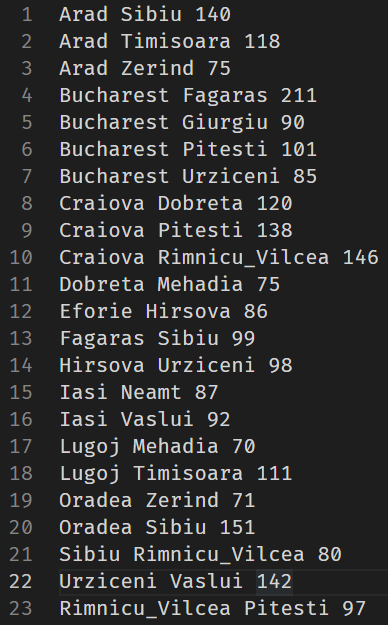 1 Arad Sibiu 140
2 Arad Timisoara 118
3 Arad Zerind 75
4 Bucharest Fagaras 211
5 Bucharest Giurgiu 90
6 Bucharest Pitesti 101
7 Bucharest Urziceni 85
8 Craiova Dobreta 120
9 Craiova Pitesti 138
10 Craiova Rimnicu_Vilcea 146
11 Dobreta Mehadia 75
12 Eforie Hirsova 86
13 Fagaras Sibiu 99
14 Hirsova Urziceni 98
15 Iasi Neamt 87
16 Iasi Vaslui 92
17 Lugoj Mehadia 70
18 Lugoj Timisoara 111
19 Oradea Zerind 71
20 Oradea Sibiu 151
21 Sibiu Rimnicu_Vilcea 80
22 Urziceni Vaslui 142
23 Rimnicu_Vilcea Pitesti 97